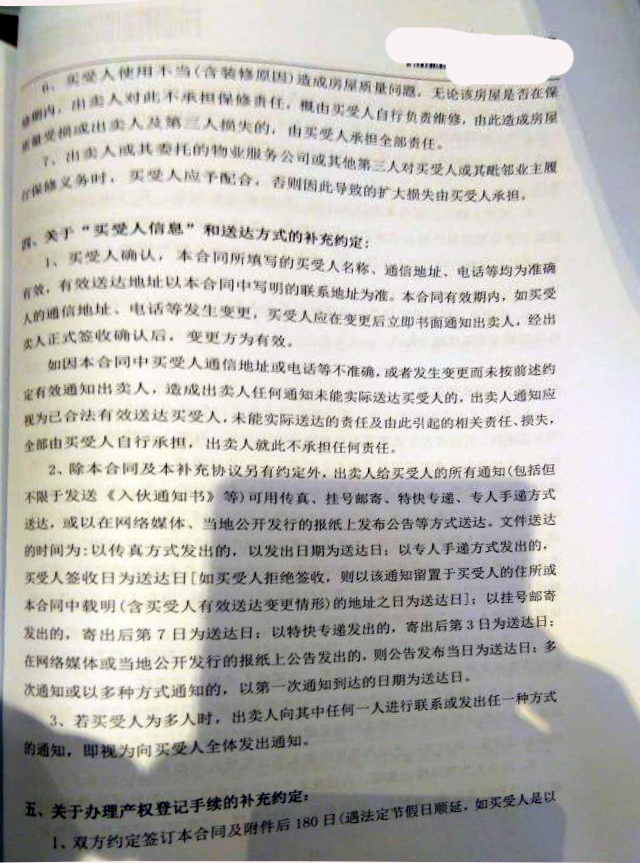 6、买受人使用不当(含装修原因)造成房屋质量问题，无论该房屋是否在保
修期内，出卖人对此不承担保修责任，概由买受人自行负责维修，由此造成房屋
质量受损或出卖人及第三人损失的，由买受人承担全部责任。
7、出卖人或其委托的物业服务公司或其他第三人对买受人或其毗邻业主履
行保修义务时，买受人应予配合，否则因此导致的扩大损失由买受人承担。
四、关于“买受人信息”和送达方式的补充约定：
1、买受人确认，本合同所填写的买受人名称、通信地址、电话等均为准确
有效，有效送达地址以本合同中写明的联系地址为准。本合同有效期内，如买受
人的通信地址、电话等发生变更，买受人应在变更后立即书面通知出卖人，经出
卖人正式签收确认后，变更方为有效。
如因本合同中买受人通信地址或电话等不准确，或者发生变更而未按前述约
定有效通知出卖人，造成出卖人任何通知未能实际送达买受人的，出卖人通知应
视为已合法有效送达买受人，未能实际送达的责任及由此引起的相关责任、损失，
全部由买受人自行承担，出卖人就此不承担任何责任。
2、除本合同及本补充协议另有约定外，出卖人给买受人的所有通知(包括但
不限于发送《入伙通知书》等)可用传真、挂号邮寄、特快专递、专人手递方式
送达，或以在网络媒体、当地公开发行的报纸上发布公告等方式送达。文件送达
的时间为：以传真方式发出的，以发出日期为送达日；以专人手递方式发出的，
买受人签收日为送达日[如买受人拒绝签收，则以该通知留置于买受人的住所或
本合同中载明(含买受人有效送达变更情形)的地址之日为送达日]；以挂号邮寄
发出的，寄出后第7日为送达日；以特快专递发出的，寄出后第3日为送达日；
在网络媒体或当地公开发行的报纸上公告发出的，则公告发布当日为送达日；多
次通知或以多种方式通知的，以第一次通知到达的日期为送达日。
3、若买受人为多人时，出卖人向其中任何一人进行联系或发出任一种方式
的通知，即视为向买受人全体发出通知。
五、关于办理产权登记手续的补充约定：
1、双方约定签订本合同及附件后180日(遇法定节假日顺延，如买受人是以